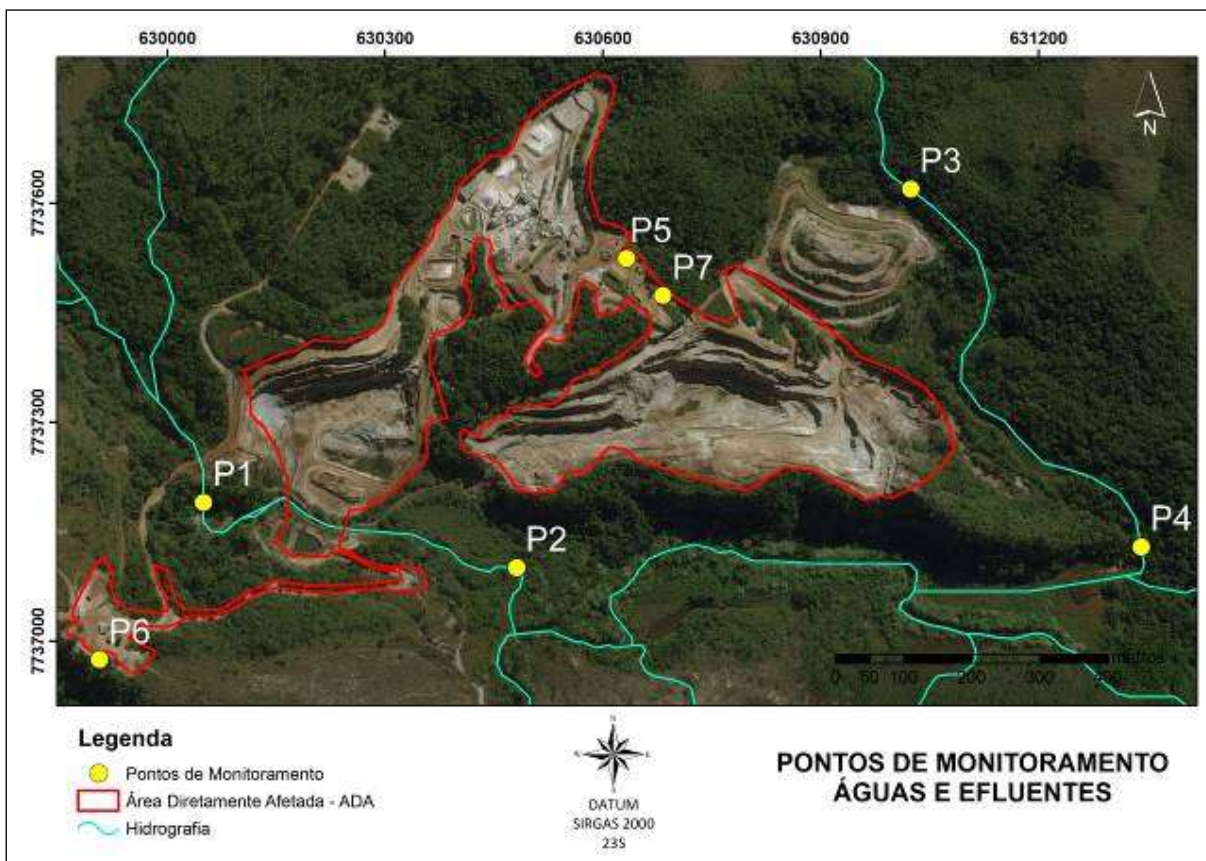 630000 630300 630600 630900 631200
7737600
7737300
7737000
N
P3
P5
P7
P1
P2
P4
P6
metros
0 50 100 200 300 400
Legenda
Pontos de Monitoramento
Área Diretamente Afetada - ADA
Hidrografia
N
DATUM
SIRGAS 2000
23S
PONTOS DE MONITORAMENTO
ÁGUAS E EFLUENTES